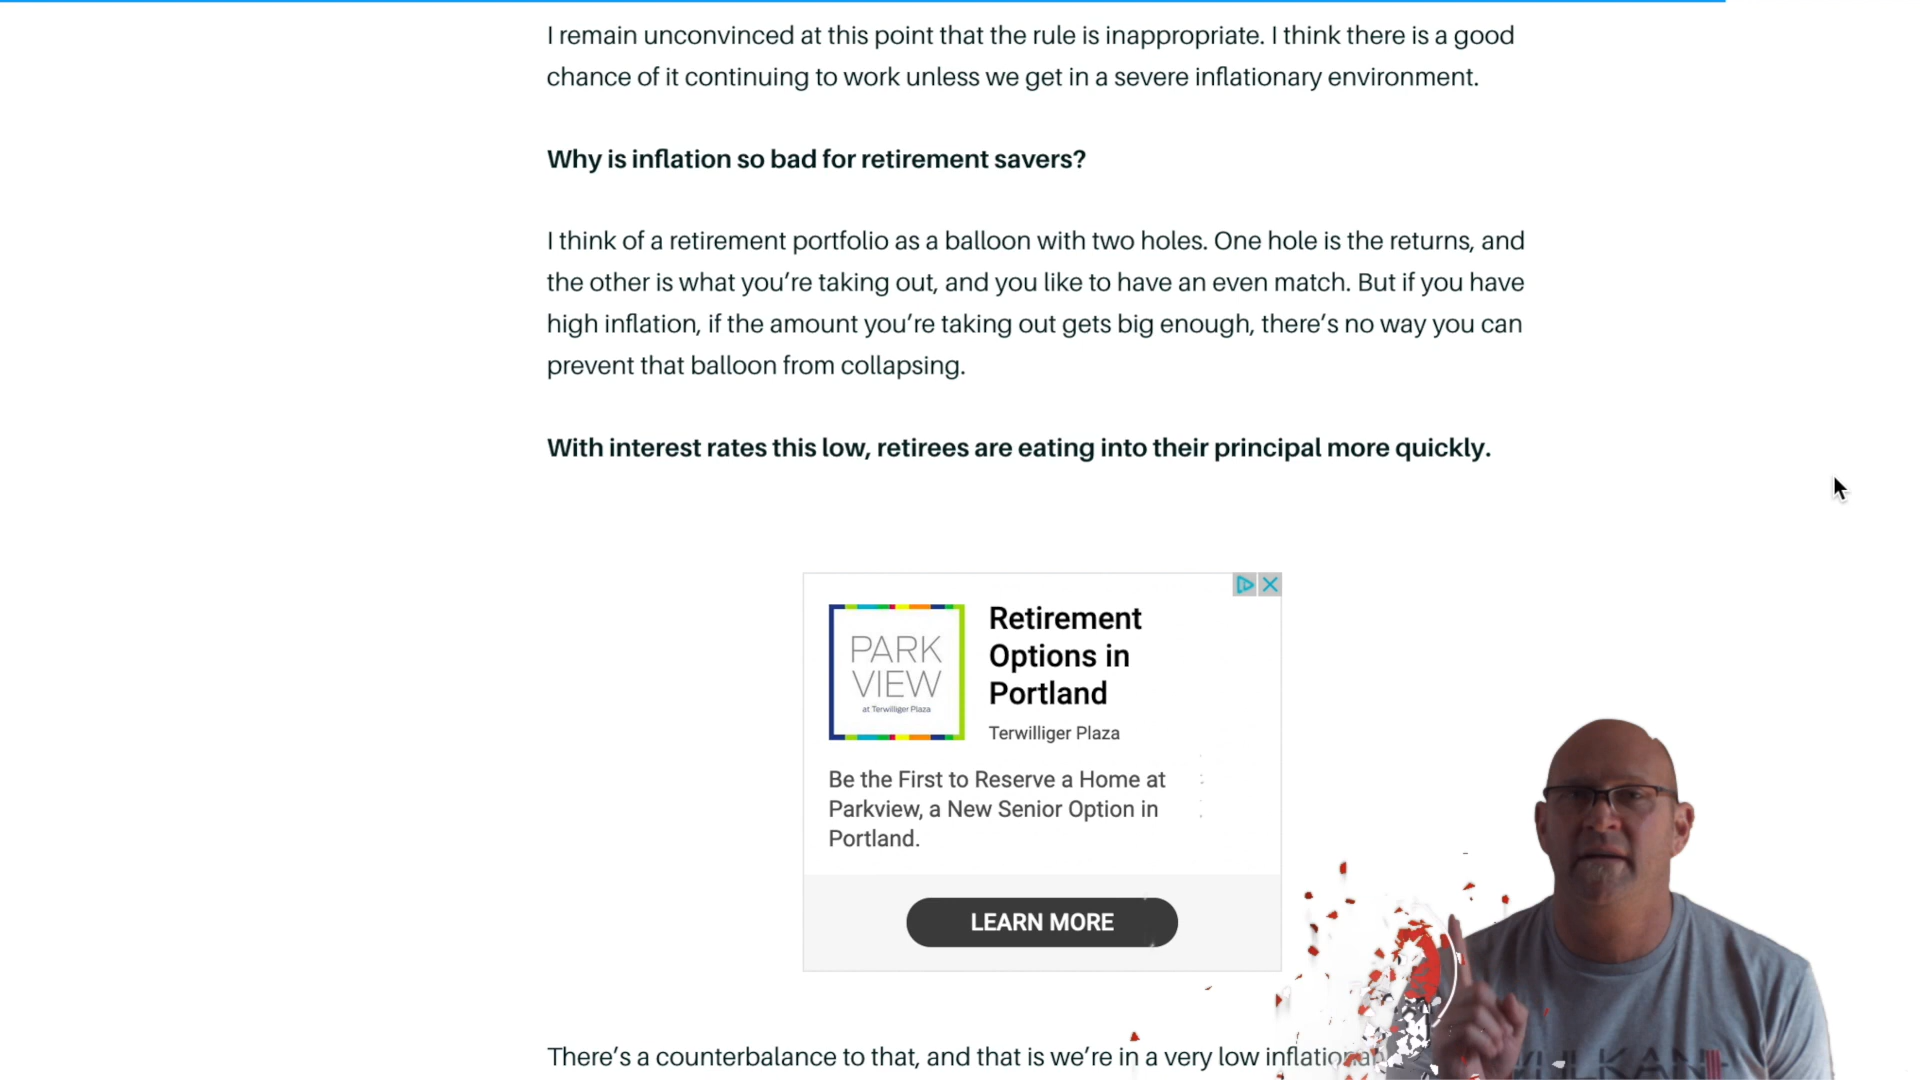 I remain unconvinced at this point that the rule is inappropriate. I think there is a good
chance of it continuing to work unless we get in a severe inflationary environment.
Why is inflation so bad for retirement savers?
I think of a retirement portfolio as a balloon with two holes. One hole is the returns, and
the other is what you’re taking out, and you like to have an even match. But if you have
high inflation, if the amount you’re taking out gets big enough, there’s no way you can
prevent that balloon from collapsing.
With interest rates this low, retirees are eating into their principal more quickly.
PARK
VIEW
at Terwilliger Plaza
Retirement
Options in
Portland
Terwilliger Plaza
Be the First to Reserve a Home at
Parkview, a New Senior Option in
Portland.
LEARN MORE
There’s a counterbalance to that, and that is we’re in a very low